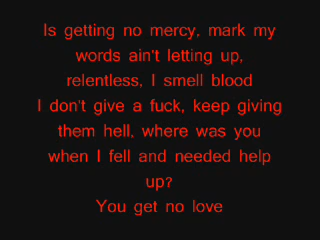 Is getting no mercy, mark my
words ain't letting up,
relentless, I smell blood
I don't give a fuck, keep giving
them hell, where was you
when I fell and needed help
up?
You get no love